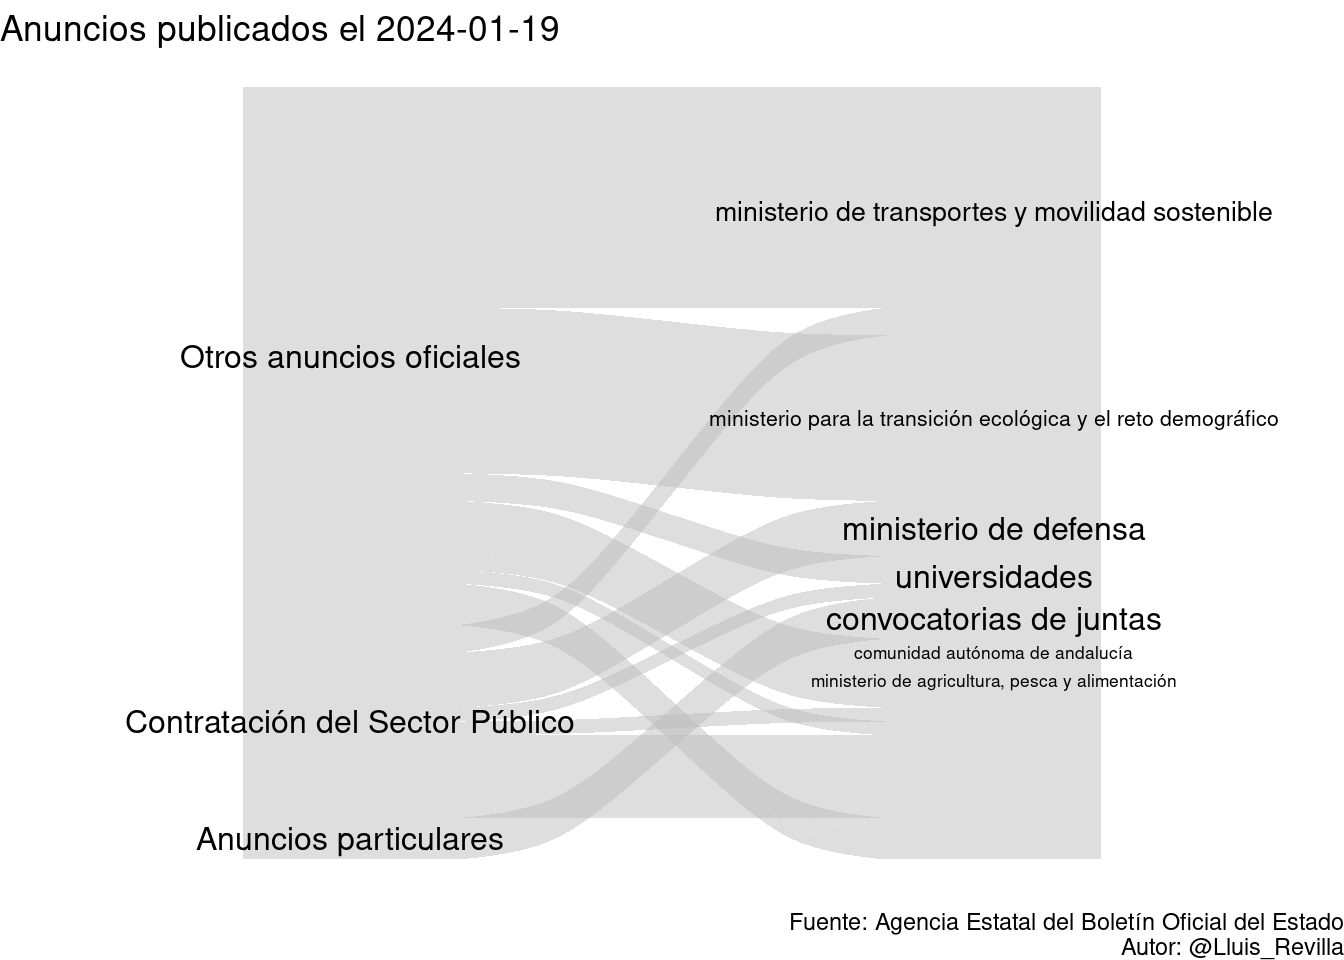 Anuncios publicados el 2024-01-19
ministerio de transportes y movilidad sostenible
Otros anuncios oficiales
ministerio para la transición ecológica y el reto demográfico
ministerio de defensa
universidades
convocatorias de juntas
comunidad autónoma de andalucía
ministerio de agricultura, pesca y alimentación
Contratación del Sector Público
Anuncios particulares
Fuente: Agencia Estatal del Boletín Oficial del Estado
Autor: @Lluis_Revilla